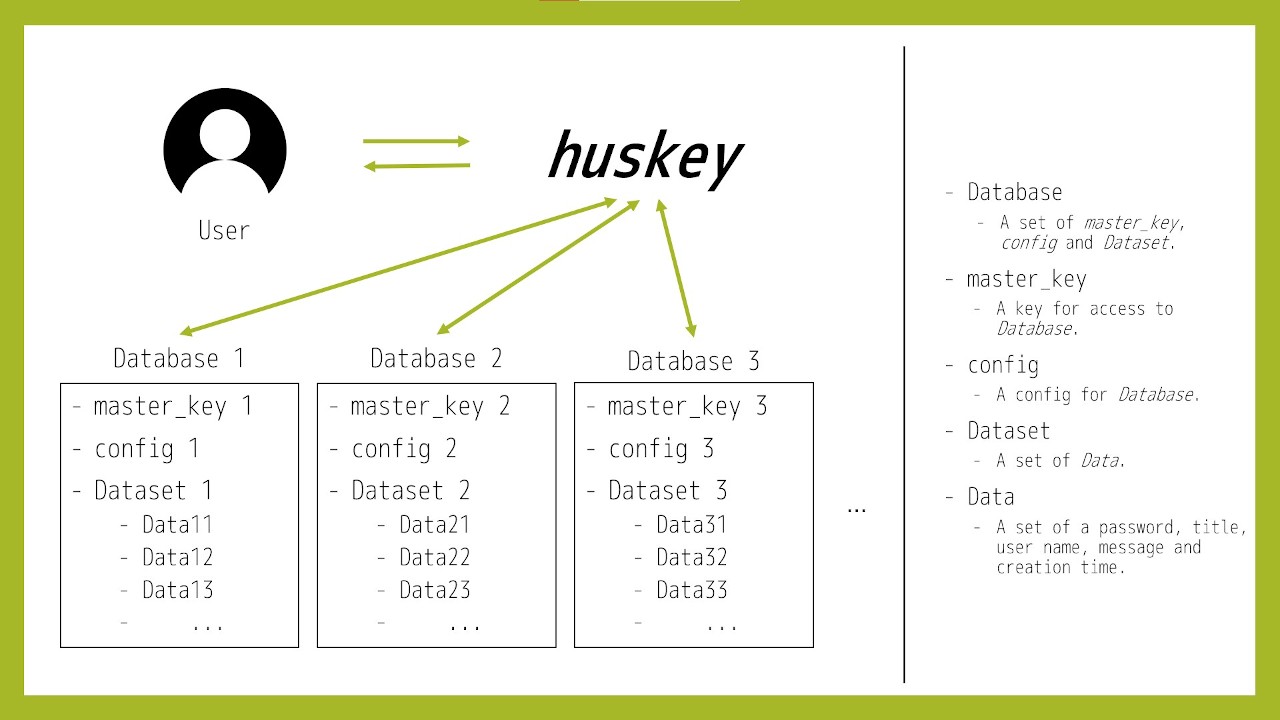 huskey
User
Database 1
- master_key 1
- config 1
- Dataset 1
- Data11
- Data12
- Data13
- ...
Database 2
- master_key 2
- config 2
- Dataset 2
- Data21
- Data22
- Data23
- ...
Database 3
- master_key 3
- config 3
- Dataset 3
- Data31
- Data32
- Data33
- ...
...
- Database
- A set of master_key,
config and Dataset.
- master_key
- A key for access to
Database.
- config
- A config for Database.
- Dataset
- A set of Data.
- Data
- A set of a password, title,
user name, message and
creation time.